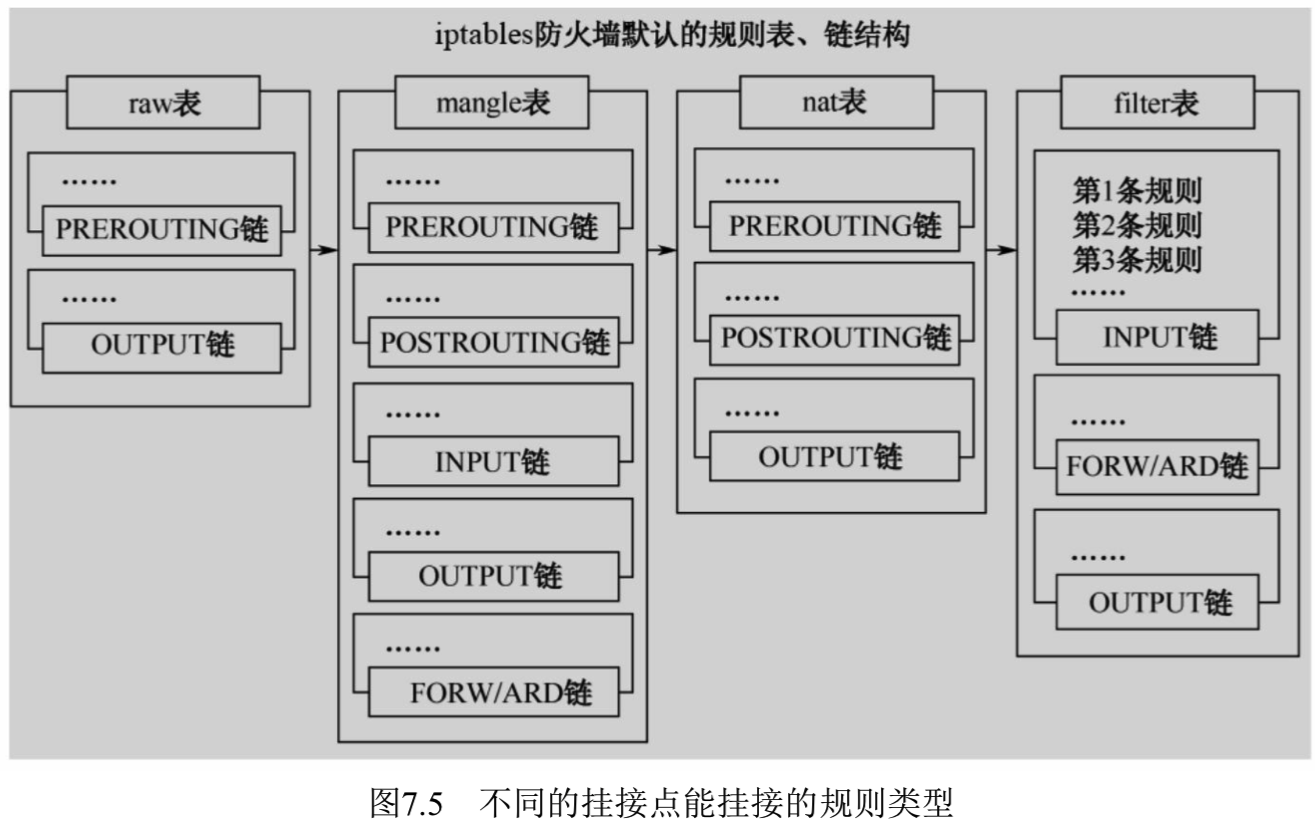 iptables防火墙默认的规则表、链结构
raw表
……
PREROUTING链
……
OUTPUT链
mangle表
……
PREROUTING链
……
POSTROUTING链
……
INPUT链
……
OUTPUT链
……
FORW/ARD链
nat表
……
PREROUTING链
……
POSTROUTING链
……
OUTPUT链
filter表
第1条规则
第2条规则
第3条规则
……
INPUT链
……
FORW/ARD链
……
OUTPUT链
图7.5 不同的挂接点能挂接的规则类型